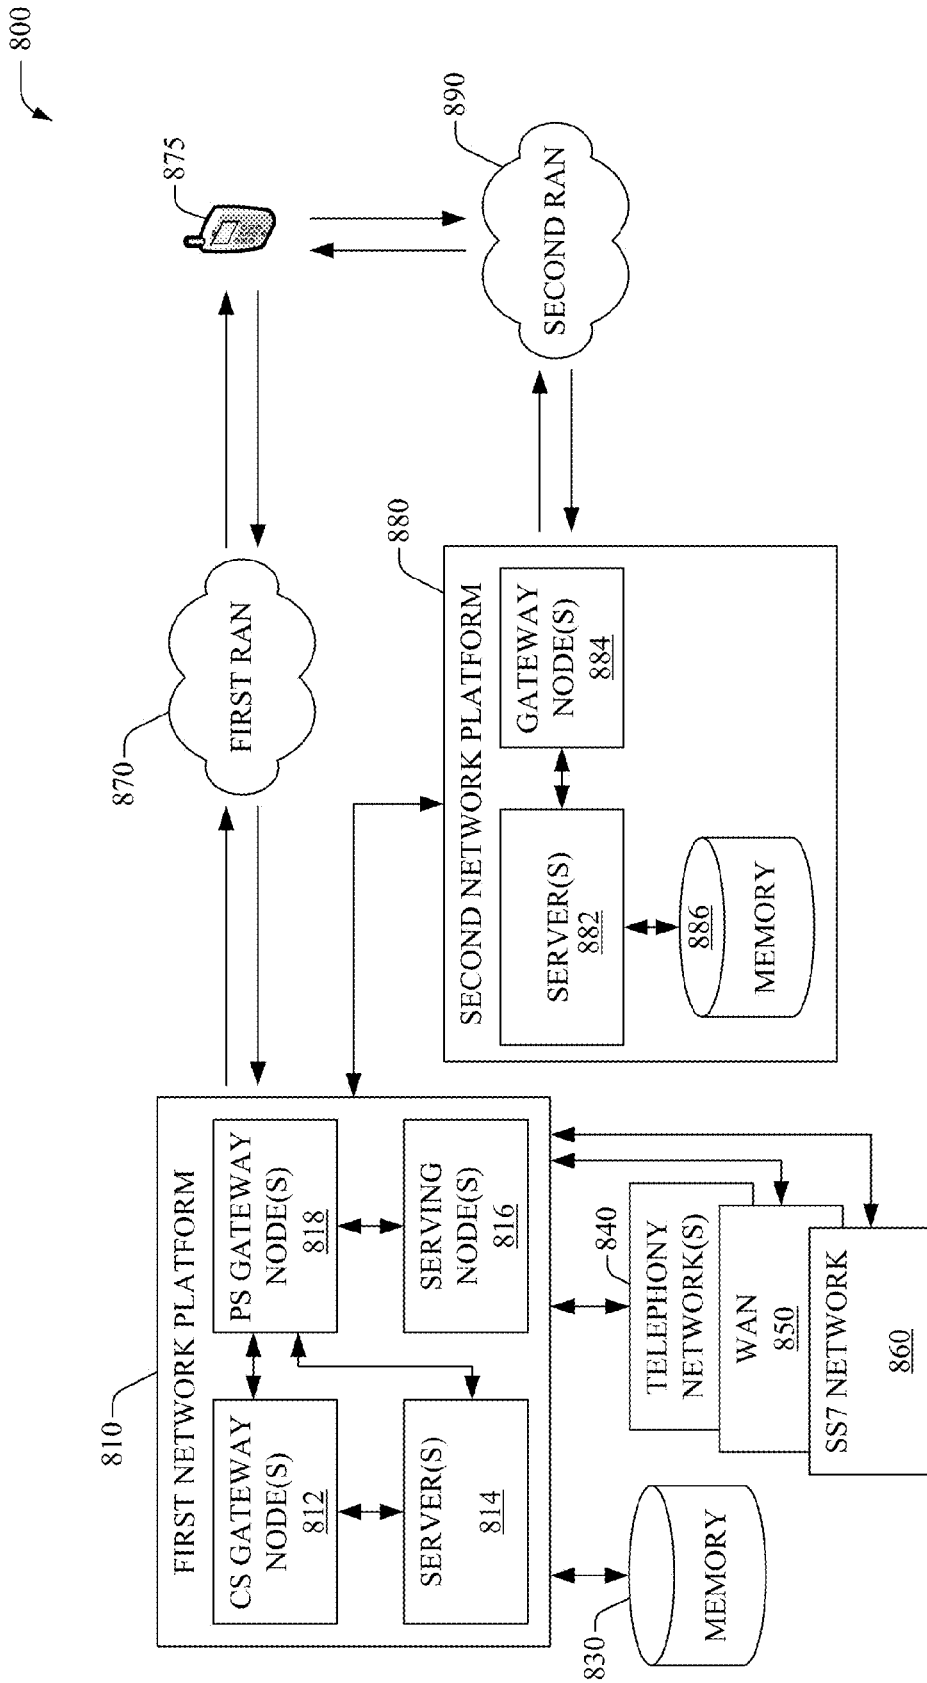 800
875
890
SECOND RAN
870
FIRST RAN
880
SECOND NETWORK PLATFORM
GATEWAY
NODE(S)
884
SERVER(S)
882
886
MEMORY
810
FIRST NETWORK PLATFORM
PS GATEWAY
NODE(S)
818
SERVING
NODE(S)
816
CS GATEWAY
NODE(S)
812
SERVER(S)
814
840
TELEPHONY
NETWORK(S)
WAN
850
SS7 NETWORK
860
830
MEMORY